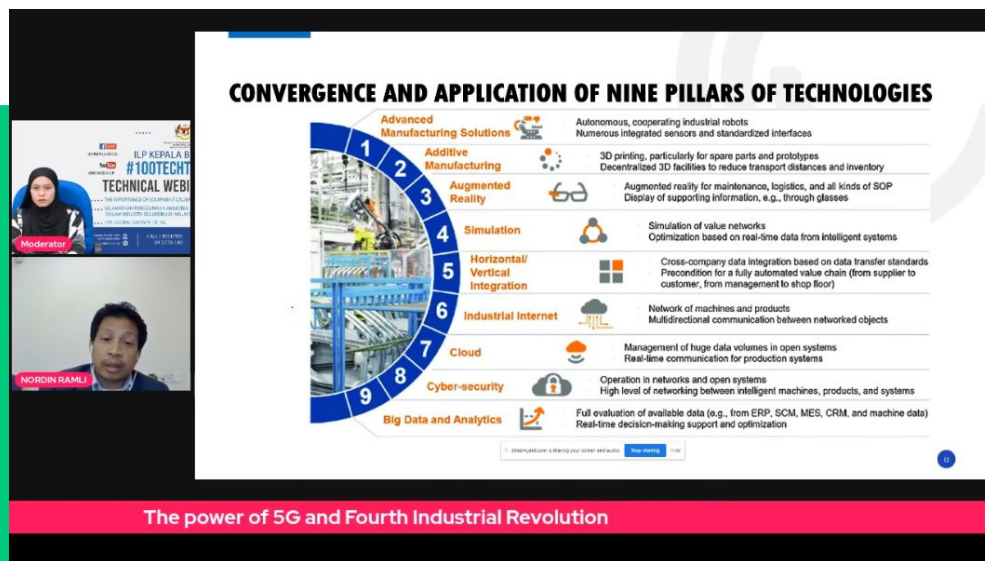 CONVERGENCE AND APPLICATION OF NINE PILLARS OF TECHNOLOGIES
ILP KEPALA B
#100TECHT
TECHNICAL WEBI
Moderator
NORDIN RAMLI
1
Advanced
Manufacturing Solutions
Autonomous, cooperating industrial robots
Numerous integrated sensors and standardized interfaces
2
Additive
Manufacturing
3D printing, particularly for spare parts and prototypes
Decentralized 3D facilities to reduce transport distances and inventory
3
Augmented
Reality
Augmented reality for maintenance, logistics, and all kinds of SOP
Display of supporting information, e.g., through glasses
4
Simulation
Simulation of value networks
Optimization based on real-time data from intelligent systems
5
Horizontal/
Vertical
Integration
Cross-company data integration based on data transfer standards
Precondition for a fully automated value chain (from supplier to
customer, from management to shop floor)
6
Industrial Internet
Network of machines and products
Multidirectional communication between networked objects
7
Cloud
Management of huge data volumes in open systems
Real-time communication for production systems
8
Cyber-security
Operation in networks and open systems
High level of networking between intelligent machines, products, and systems
9
Big Data and Analytics
Full evaluation of available data (e.g., from ERP, SCM, MES, CRM, and machine data)
Real-time decision-making support and optimization
streamyard.com is sharing your screen and audio.
Stop sharing
Hide
The power of 5G and Fourth Industrial Revolution